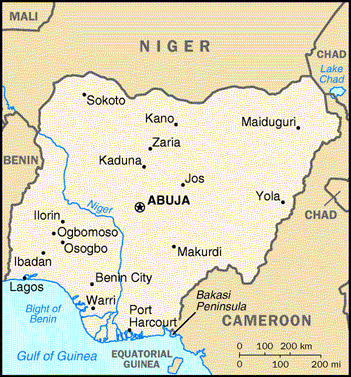 MALI
NIGER
CHAD
Lake
Chad
Sokoto
Kano
Maiduguri
Zaria
Kaduna
BENIN
Jos
Niger
ABUJA
Yola
CHAD
Ilorin
Ogbomoso
Osogbo
Makurdi
Ibadan
Lagos
Benin City
Bight of
Benin
Warri
Port
Harcourt
Bakasi
Peninsula
CAMEROON
Gulf of Guinea
EQUATORIAL
GUINEA
0 100 200 km
0 100 200 mi